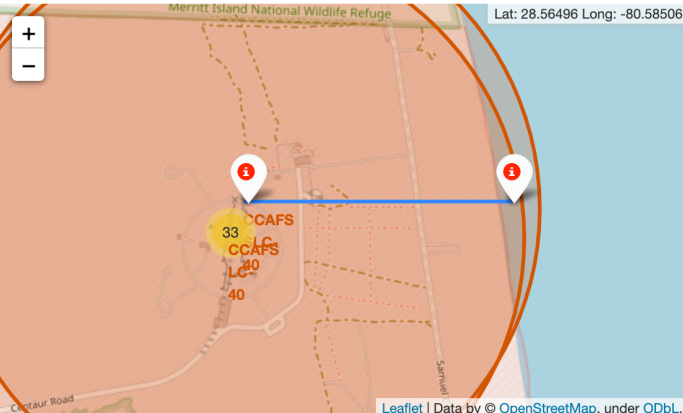 Merritt Island National Wildlife Refuge
Lat: 28.56496 Long: -80.58506
+
−
CCAFS
SLC-
40
33
CCAFS
LC-
40
Samuel
Centaur Road
Leaflet | Data by © OpenStreetMap, under ODbL.